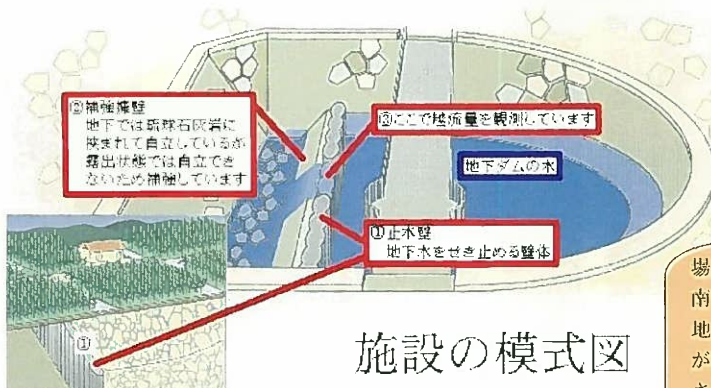 ②補強擁壁
地下では琉球石灰岩に
挟まれて自立しているが
露出状態では自立でき
ないため補強しています
③ここで越流量を観測しています
地下ダムの水
①止水壁
地下水をせき止める壁体
①
施設の模式図
場
南
地
が